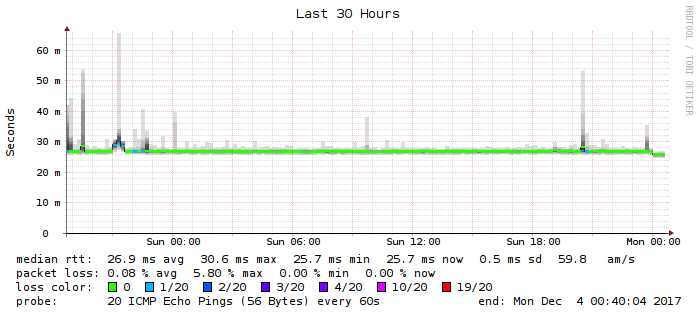 Last 30 Hours
RRDTOOL / TOBI OETIKER
Seconds
60 m
50 m
40 m
30 m
20 m
10 m
0
Sun 00:00 Sun 06:00 Sun 12:00 Sun 18:00 Mon 00:00
median rtt: 26.9 ms avg 30.6 ms max 25.7 ms min 25.7 ms now 0.5 ms sd 59.8 am/s
packet loss: 0.08 % avg 5.80 % max 0.00 % min 0.00 % now
loss color: 0 1/20 2/20 3/20 4/20 10/20 19/20
probe: 20 ICMP Echo Pings (56 Bytes) every 60s end: Mon Dec 4 00:40:04 2017